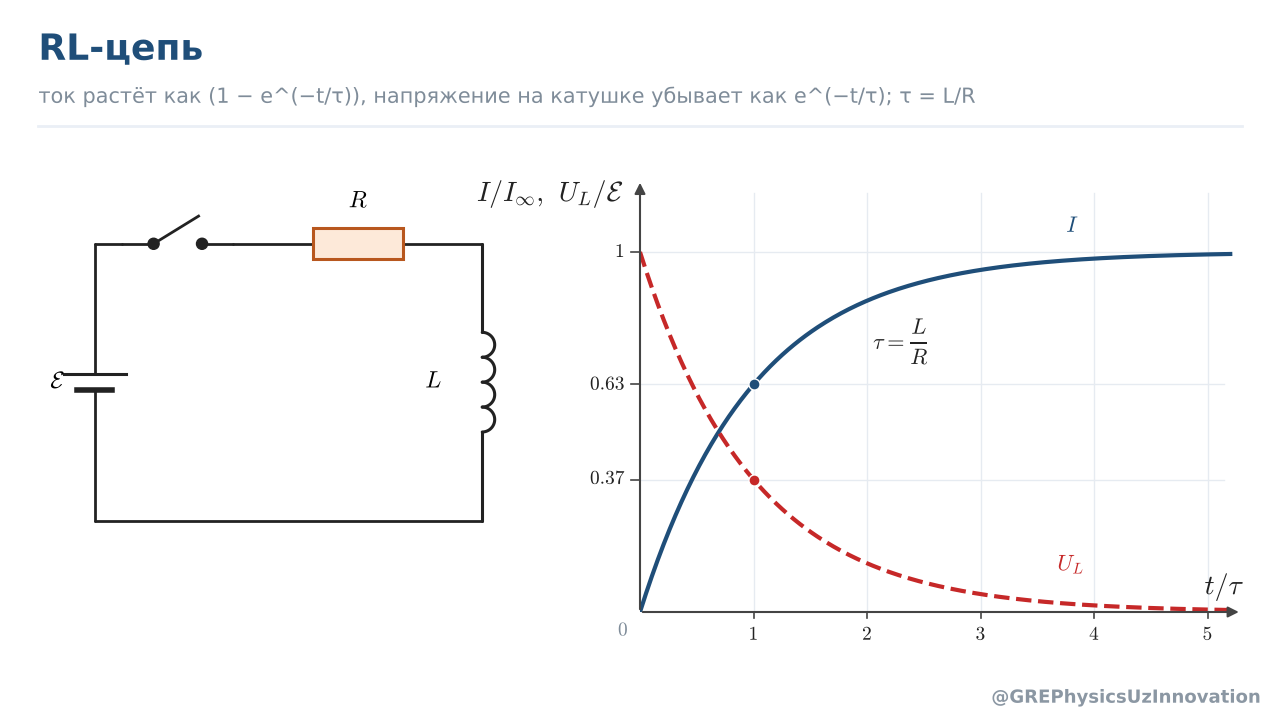 RL-цепь
ток растёт как (1 − e^(−t/τ)), напряжение на катушке убывает как e^(−t/τ); τ = L/R
R
I/I∞, U_L/ℰ
I
1
τ = L/R
ℰ
L
0.63
0.37
U_L
t/τ
0
1 2 3 4 5
@GREPhysicsUzInnovation